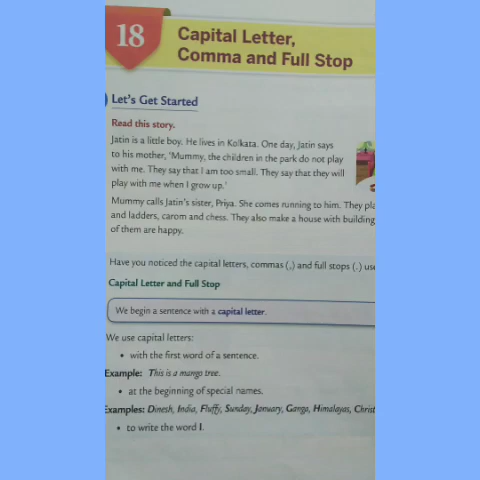 18
Capital Letter,
Comma and Full Stop
Let's Get Started
Read this story.
Jatin is a little boy. He lives in Kolkata. One day, Jatin says
to his mother, 'Mummy, the children in the park do not play
with me. They say that I am too small. They say that they will
play with me when I grow up.'
Mummy calls Jatin's sister, Priya. She comes running to him. They
and ladders, carom and chess. They also make a house with building
of them are happy.
Have you noticed the capital letters, commas (,) and full stops (.)
Capital Letter and Full Stop
We begin a sentence with a capital letter.
We use capital letters:
• with the first word of a sentence.
Example: This is a mango tree.
• at the beginning of special names.
Examples: Dinesh, India, Fluffy, Sunday, January, Ganga, Himalayas,
• to write the word I.